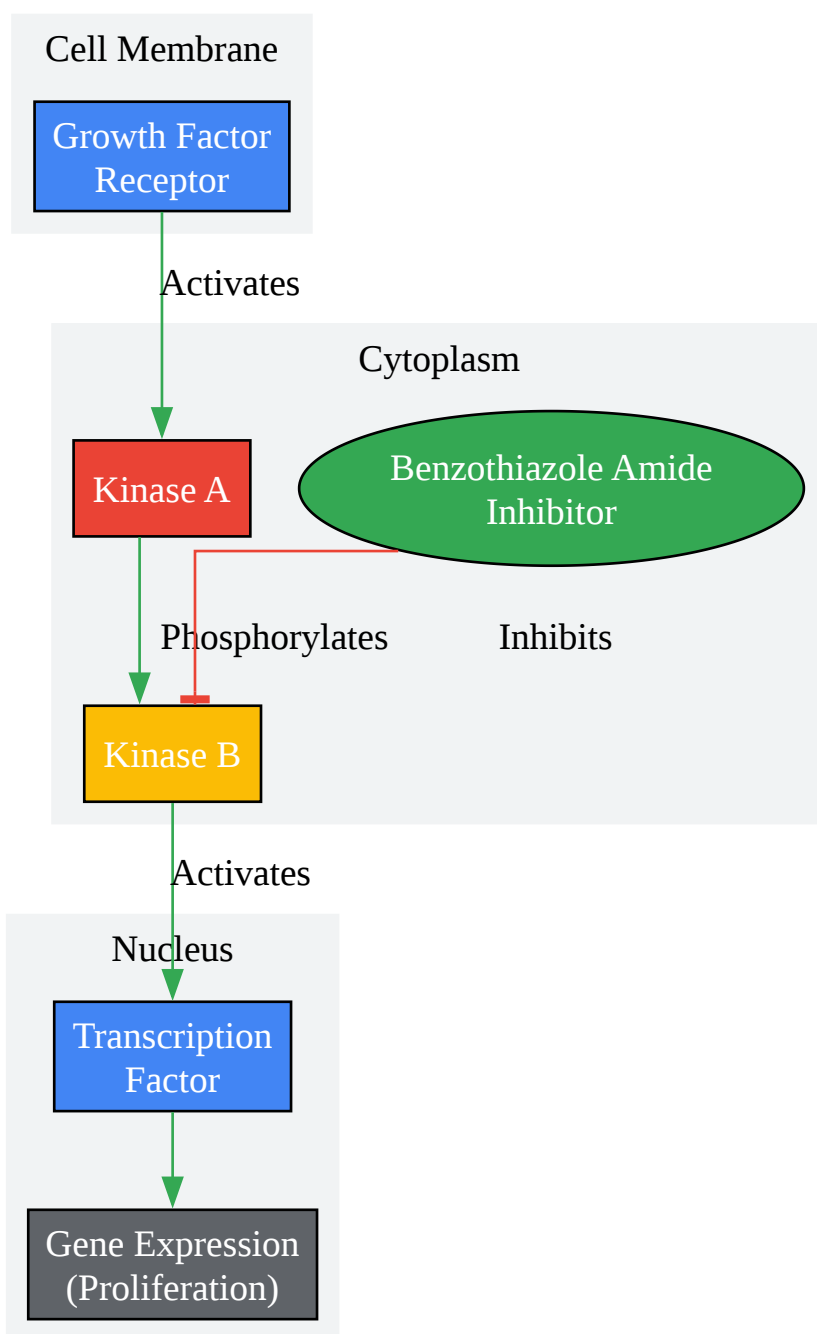 Cell Membrane
Growth Factor
Receptor
Activates
Cytoplasm
Kinase A
Benzothiazole Amide
Inhibitor
Phosphorylates
Inhibits
Kinase B
Activates
Nucleus
Transcription
Factor
Gene Expression
(Proliferation)